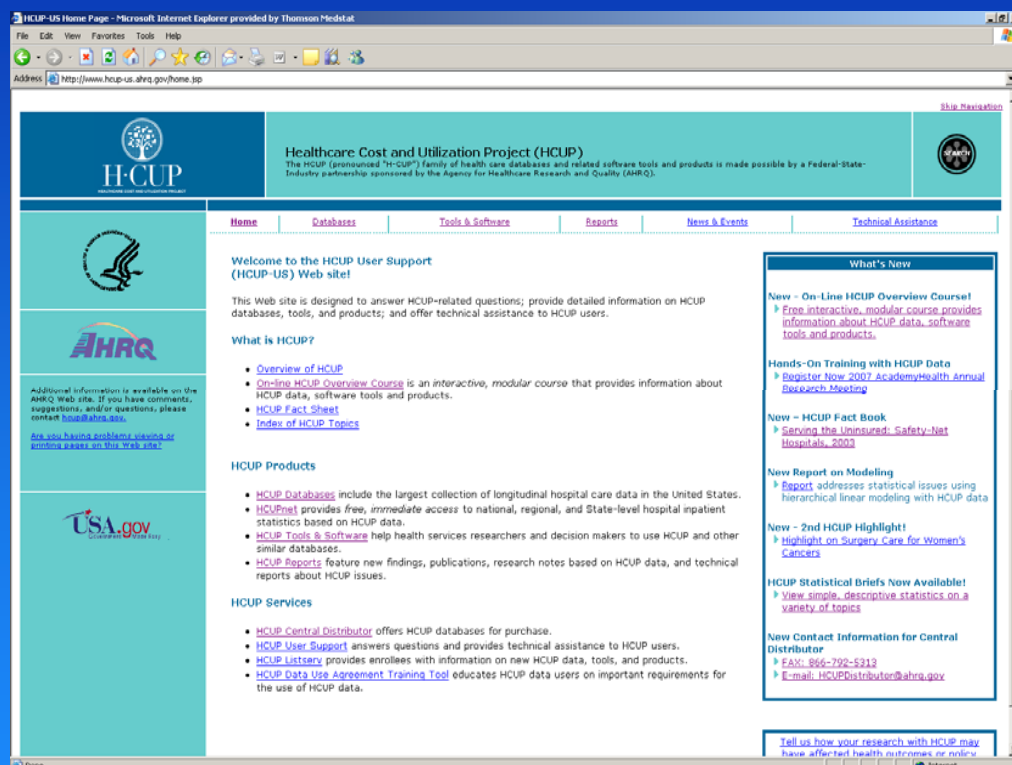 HCUP-US Home Page - Microsoft Internet Explorer provided by Thomson Medstat
File Edit View Favorites Tools Help
Address http://www.hcup-us.ahrq.gov/home.jsp
Skip Navigation
H·CUP
HEALTHCARE COST AND UTILIZATION PROJECT
Healthcare Cost and Utilization Project (HCUP)
The HCUP (pronounced "H-CUP") family of health care databases and related software tools and products is made possible by a Federal-State-
Industry partnership sponsored by the Agency for Healthcare Research and Quality (AHRQ).
SEARCH
Home Databases Tools & Software Reports News & Events Technical Assistance
AHRQ
Additional information is available on the
AHRQ Web site. If you have comments,
suggestions, and/or questions, please
contact hcup@ahrq.gov.
Are you having problems viewing or
printing pages on this Web site?
USA.gov
Government Made Easy
Welcome to the HCUP User Support
(HCUP-US) Web site!
This Web site is designed to answer HCUP-related questions; provide detailed information on HCUP
databases, tools, and products; and offer technical assistance to HCUP users.
What is HCUP?
• Overview of HCUP
• On-line HCUP Overview Course is an interactive, modular course that provides information about
HCUP data, software tools and products.
• HCUP Fact Sheet
• Index of HCUP Topics
HCUP Products
• HCUP Databases include the largest collection of longitudinal hospital care data in the United States.
• HCUPnet provides free, immediate access to national, regional, and State-level hospital inpatient
statistics based on HCUP data.
• HCUP Tools & Software help health services researchers and decision makers to use HCUP and other
similar databases.
• HCUP Reports feature new findings, publications, research notes based on HCUP data, and technical
reports about HCUP issues.
HCUP Services
• HCUP Central Distributor offers HCUP databases for purchase.
• HCUP User Support answers questions and provides technical assistance to HCUP users.
• HCUP Listserv provides enrollees with information on new HCUP data, tools, and products.
• HCUP Data Use Agreement Training Tool educates HCUP data users on important requirements for
the use of HCUP data.
What's New
New - On-Line HCUP Overview Course!
Free interactive, modular course provides
information about HCUP data, software
tools and products.
Hands-On Training with HCUP Data
Register Now 2007 AcademyHealth Annual
Research Meeting
New - HCUP Fact Book
Serving the Uninsured: Safety-Net
Hospitals, 2003
New Report on Modeling
Report addresses statistical issues using
hierarchical linear modeling with HCUP data
New - 2nd HCUP Highlight!
Highlight on Surgery Care for Women's
Cancers
HCUP Statistical Briefs Now Available!
View simple, descriptive statistics on a
variety of topics
New Contact Information for Central
Distributor
FAX: 866-792-5313
E-mail: HCUPDistributor@ahrq.gov
Tell us how your research with HCUP may
have affected health outcomes or policy
Done Internet